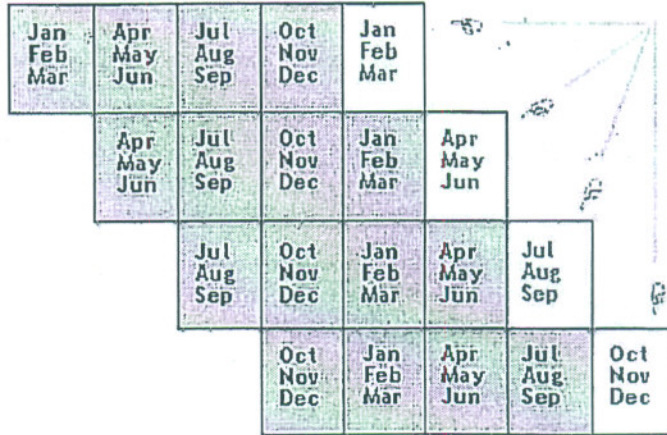 Jan Apr Jul Oct Jan
Feb May Aug Nov Feb
Mar Jun Sep Dec Mar
Apr Jul Oct Jan Apr
May Aug Nov Feb May
Jun Sep Dec Mar Jun
Jul Oct Jan Apr Jul
Aug Nov Feb May Aug
Sep Dec Mar Jun Sep
Oct Jan Apr Jul Oct
Nov Feb May Aug Nov
Dec Mar Jun Sep Dec